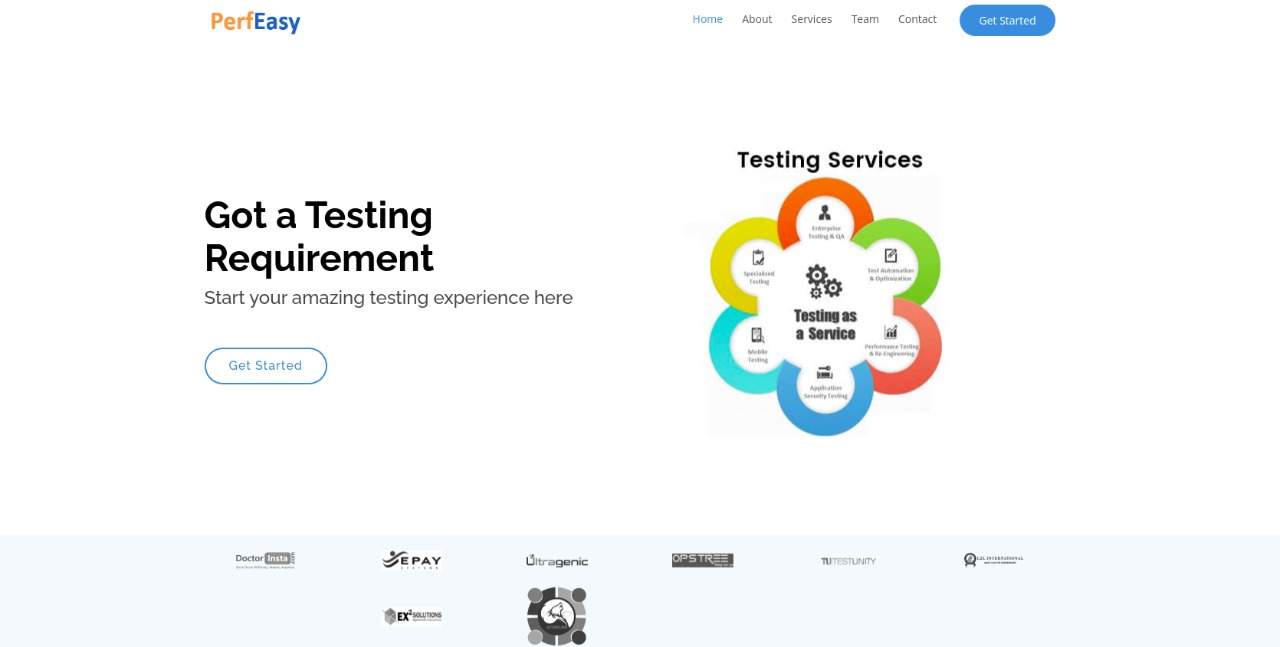 PerfEasy
Home
About
Services
Team
Contact
Get Started
Got a Testing
Requirement
Start your amazing testing experience here
Get Started
Testing Services
Enterprise
Testing & QA
Specialized
Testing
Test Automation
& Optimization
Testing as
a Service
Mobile
Testing
Performance Testing
& Re-Engineering
Application
Security Testing
Doctor Insta
EPAY
SYSTEMS
Ultragenic
OPSTREE
TU TESTUNITY
INTERNATIONAL
EX2 SOLUTIONS